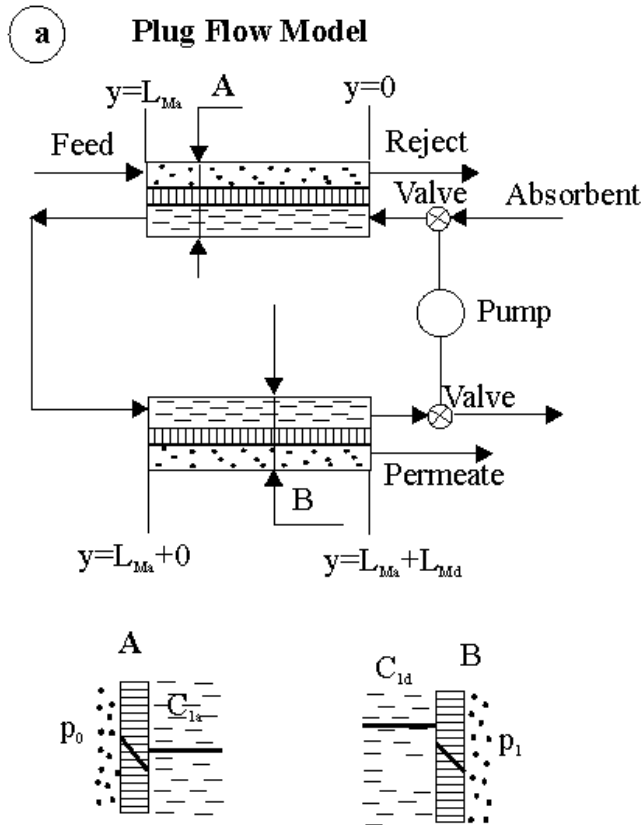 a Plug Flow Model
y=L_Ma A y=0
Feed Reject
Valve Absorbent
Pump
Valve
Permeate
B
y=L_Ma+0 y=L_Ma+L_Md
A C_1d B
C_1a
p_0 p_1